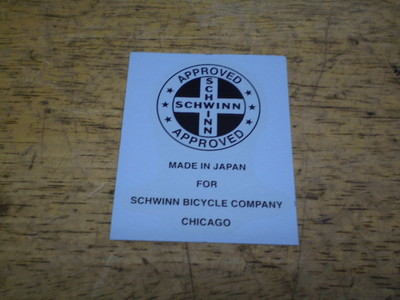 APPROVED
SCHWINN
SCHWINN
APPROVED
MADE IN JAPAN
FOR
SCHWINN BICYCLE COMPANY
CHICAGO